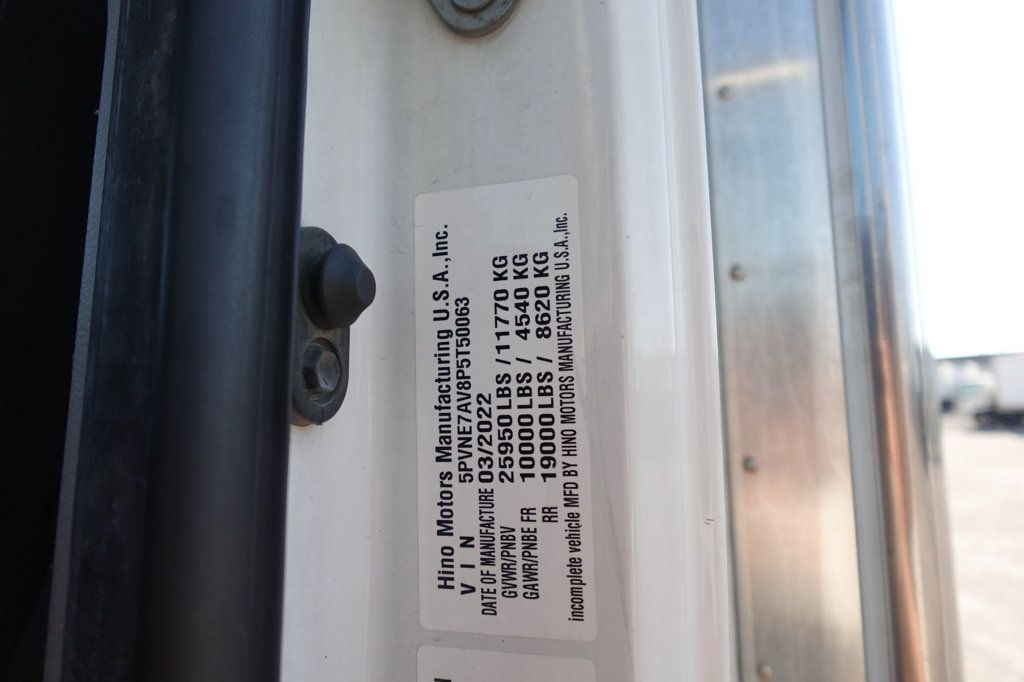 Hino Motors Manufacturing U.S.A.,Inc.
VIN 5PVNE7AV8P5T50063
DATE OF MANUFACTURE 03/2022
GVWR/PNBV 25950 LBS / 11770 KG
GAWR/PNBE FR 10000 LBS / 4540 KG
RR 19000 LBS / 8620 KG
incomplete vehicle MFD BY HINO MOTORS MANUFACTURING U.S.A.,Inc.